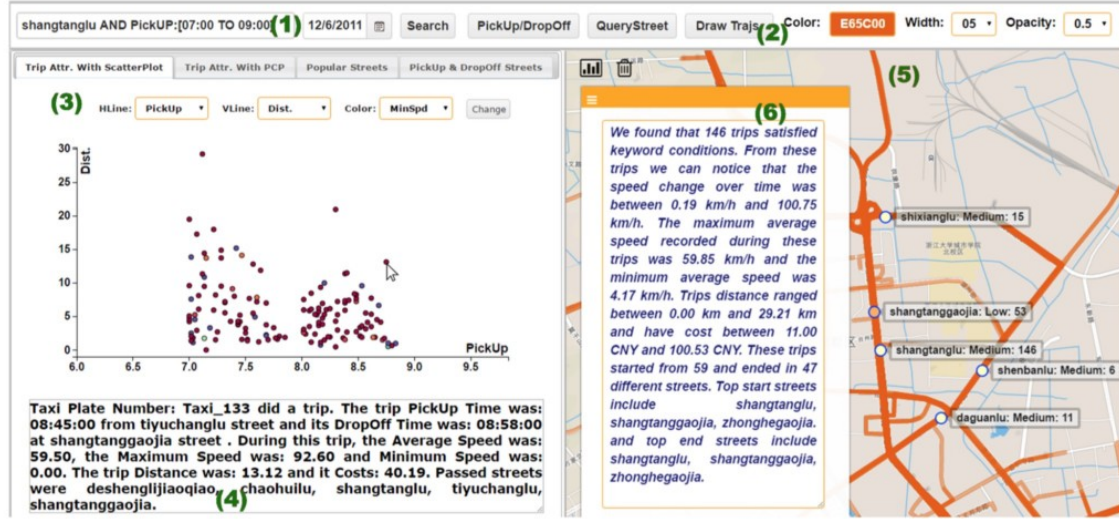 shangtanglu AND PickUP:[07:00 TO 09:00] (1) 12/6/2011 Search PickUp/DropOff QueryStreet Draw Trajs (2) Color: E65C00 Width: 05 Opacity: 0.5
Trip Attr. With ScatterPlot Trip Attr. With PCP Popular Streets PickUp & DropOff Streets
(3) HLine: PickUp VLine: Dist. Color: MinSpd Change
Dist.
30
25
20
15
10
5
0
PickUp
6.0 6.5 7.0 7.5 8.0 8.5 9.0 9.5
Taxi Plate Number: Taxi_133 did a trip. The trip PickUp Time was:
08:45:00 from tiyuchanglu street and its DropOff Time was: 08:58:00
at shangtanggaojia street . During this trip, the Average Speed was:
59.50, the Maximum Speed was: 92.60 and Minimum Speed was:
0.00. The trip Distance was: 13.12 and it Costs: 40.19. Passed streets
were deshenglijiaoqiao, chaohuilu, shangtanglu, tiyuchanglu,
shangtanggaojia.
(4)
(5)
(6)
We found that 146 trips satisfied
keyword conditions. From these
trips we can notice that the
speed change over time was
between 0.19 km/h and 100.75
km/h. The maximum average
speed recorded during these
trips was 59.85 km/h and the
minimum average speed was
4.17 km/h. Trips distance ranged
between 0.00 km and 29.21 km
and have cost between 11.00
CNY and 100.53 CNY. These trips
started from 59 and ended in 47
different streets. Top start streets
include shangtanglu,
shangtanggaojia, zhonghegaojia.
and top end streets include
shangtanglu, shangtanggaojia,
zhonghegaojia.
shixianglu: Medium: 15
浙江大学城市学院
北校区
shangtanggaojia: Low: 53
shangtanglu: Medium: 146
shenbanlu: Medium: 6
daguanlu: Medium: 11